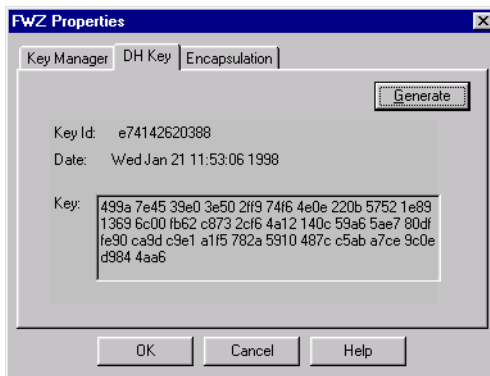 FWZ Properties
Key Manager DH Key Encapsulation
Generate
Key Id: e74142620388
Date: Wed Jan 21 11:53:06 1998
Key: 499a 7e45 39e0 3e50 2ff9 74f6 4e0e 220b 5752 1e89
1369 6c00 fb62 c873 2cf6 4a12 140c 59a6 5ae7 80df
fe90 ca9d c9e1 a1f5 782a 5910 487c c5ab a7ce 9c0e
d984 4aa6
OK Cancel Help